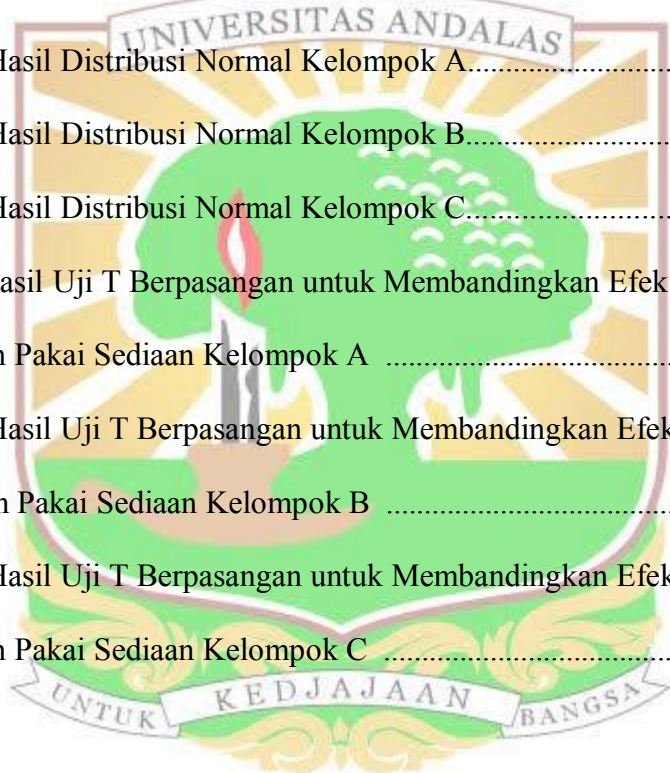 UNIVERSITAS ANDALAS
Hasil Distribusi Normal Kelompok A..........................
Hasil Distribusi Normal Kelompok B..........................
Hasil Distribusi Normal Kelompok C..........................
asil Uji T Berpasangan untuk Membandingkan Efek
n Pakai Sediaan Kelompok A ....................................
Hasil Uji T Berpasangan untuk Membandingkan Efek
n Pakai Sediaan Kelompok B ....................................
Hasil Uji T Berpasangan untuk Membandingkan Efek
n Pakai Sediaan Kelompok C ....................................
UNTUK KEDJAJAAN BANGSA